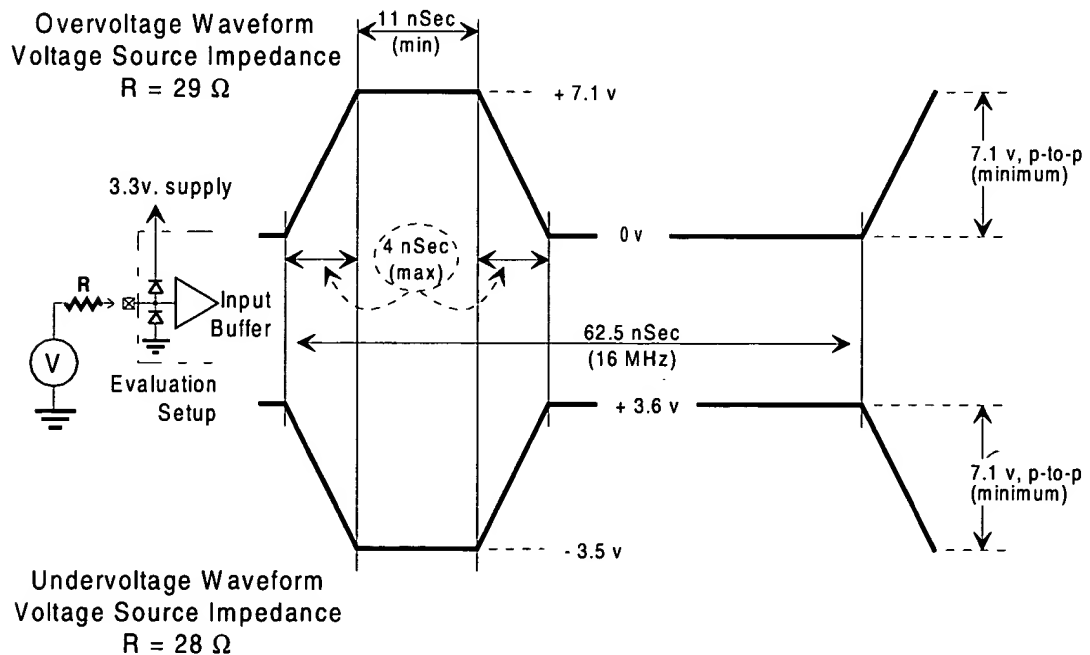 Overvoltage Waveform
Voltage Source Impedance
R = 29 Ω
11 nSec
(min)
+ 7.1 v
7.1 v, p-to-p
(minimum)
3.3v. supply
0 v
4 nSec
(max)
R
Input
Buffer
V
62.5 nSec
(16 MHz)
Evaluation
Setup
+ 3.6 v
7.1 v, p-to-p
(minimum)
- 3.5 v
Undervoltage Waveform
Voltage Source Impedance
R = 28 Ω